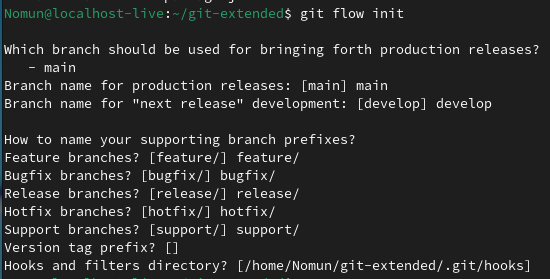 Nomun@localhost-live:~/git-extended$ git flow init

Which branch should be used for bringing forth production releases?
   - main
Branch name for production releases: [main] main
Branch name for "next release" development: [develop] develop

How to name your supporting branch prefixes?
Feature branches? [feature/] feature/
Bugfix branches? [bugfix/] bugfix/
Release branches? [release/] release/
Hotfix branches? [hotfix/] hotfix/
Support branches? [support/] support/
Version tag prefix? []
Hooks and filters directory? [/home/Nomun/git-extended/.git/hooks]